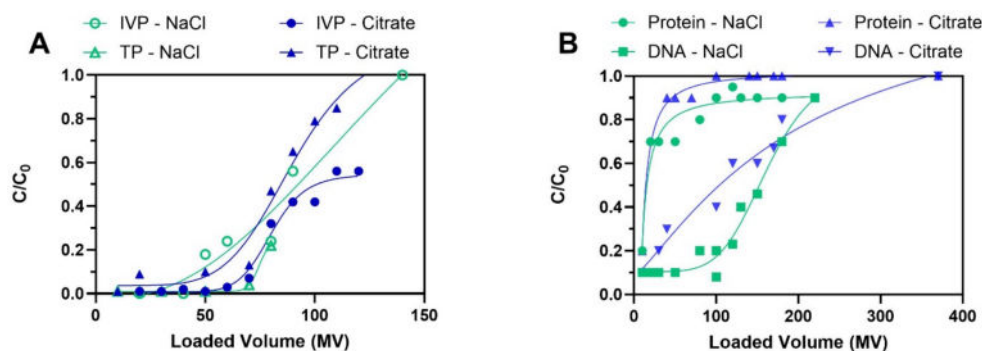 A
IVP - NaCl IVP - Citrate
TP - NaCl TP - Citrate
1.0
0.8
0.6
0.4
0.2
0.0
C/C0
0 50 100 150
Loaded Volume (MV)
B
Protein - NaCl Protein - Citrate
DNA - NaCl DNA - Citrate
1.0
0.8
0.6
0.4
0.2
0.0
C/C0
0 100 200 300 400
Loaded Volume (MV)